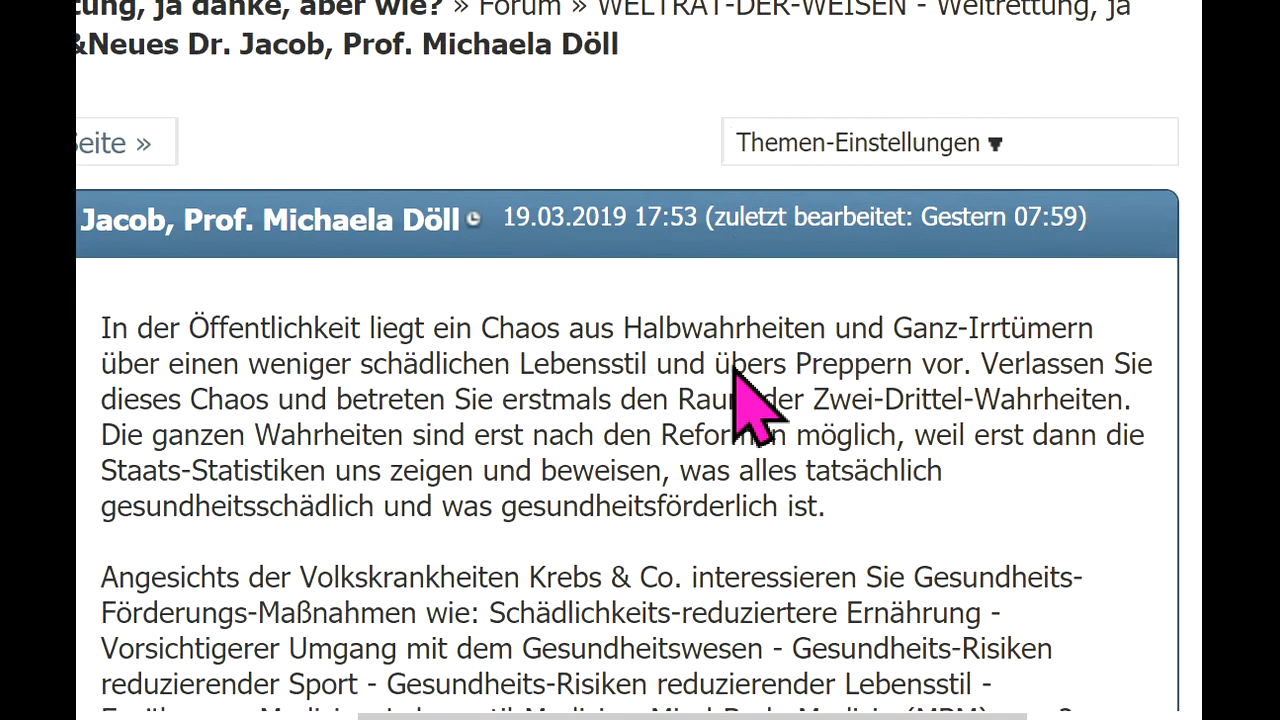 tung, ja danke, aber wie? » Forum » WELTRAT-DER-WEISEN - Weltrettung, ja
&Neues Dr. Jacob, Prof. Michaela Döll
Seite »
Themen-Einstellungen
Jacob, Prof. Michaela Döll 19.03.2019 17:53 (zuletzt bearbeitet: Gestern 07:59)
In der Öffentlichkeit liegt ein Chaos aus Halbwahrheiten und Ganz-Irrtümern
über einen weniger schädlichen Lebensstil und übers Preppern vor. Verlassen Sie
dieses Chaos und betreten Sie erstmals den Raum der Zwei-Drittel-Wahrheiten.
Die ganzen Wahrheiten sind erst nach den Reformen möglich, weil erst dann die
Staats-Statistiken uns zeigen und beweisen, was alles tatsächlich
gesundheitsschädlich und was gesundheitsförderlich ist.
Angesichts der Volkskrankheiten Krebs & Co. interessieren Sie Gesundheits-
Förderungs-Maßnahmen wie: Schädlichkeits-reduziertere Ernährung -
Vorsichtigerer Umgang mit dem Gesundheitswesen - Gesundheits-Risiken
reduzierender Sport - Gesundheits-Risiken reduzierender Lebensstil -